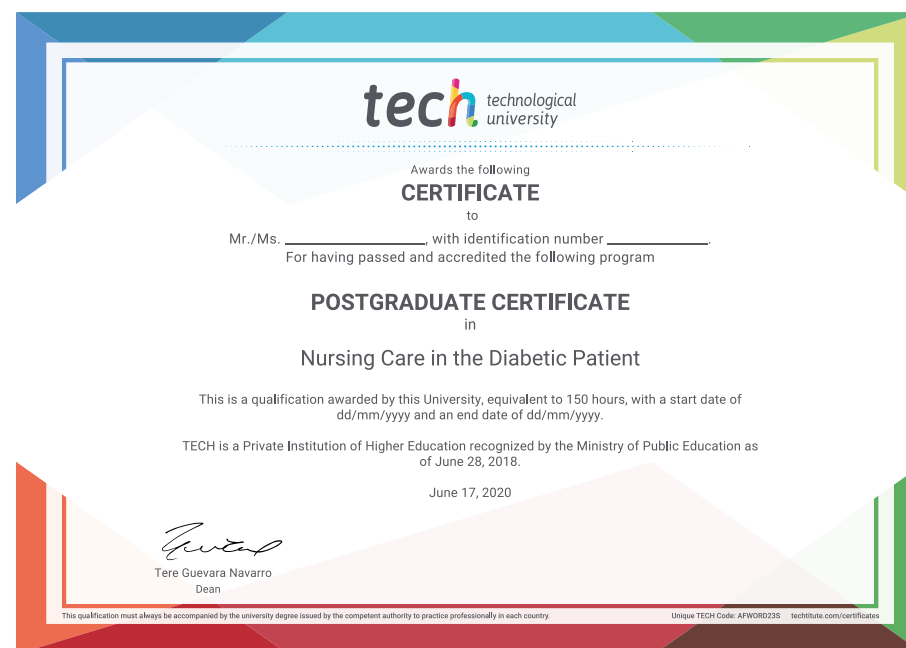 tech technological
university
Awards the following
CERTIFICATE
to
Mr./Ms. ____________, with identification number ____________.
For having passed and accredited the following program
POSTGRADUATE CERTIFICATE
in
Nursing Care in the Diabetic Patient
This is a qualification awarded by this University, equivalent to 150 hours, with a start date of
dd/mm/yyyy and an end date of dd/mm/yyyy.
TECH is a Private Institution of Higher Education recognized by the Ministry of Public Education as
of June 28, 2018.
June 17, 2020
Tere Guevara Navarro
Dean
This qualification must always be accompanied by the university degree issued by the competent authority to practice professionally in each country.
Unique TECH Code: AFWORD23S techtitute.com/certificates